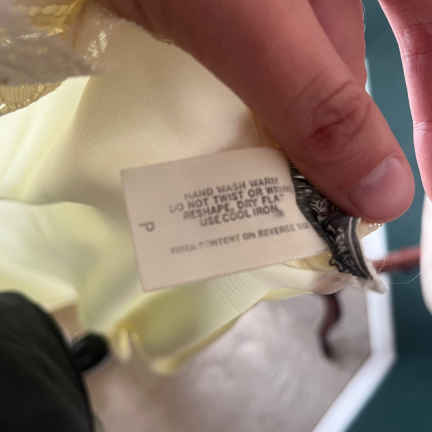 HAND WASH WARM
DO NOT TWIST OR WRING
RESHAPE, DRY FLAT
USE COOL IRON.
FIBER CONTENT ON REVERSE SIDE
P